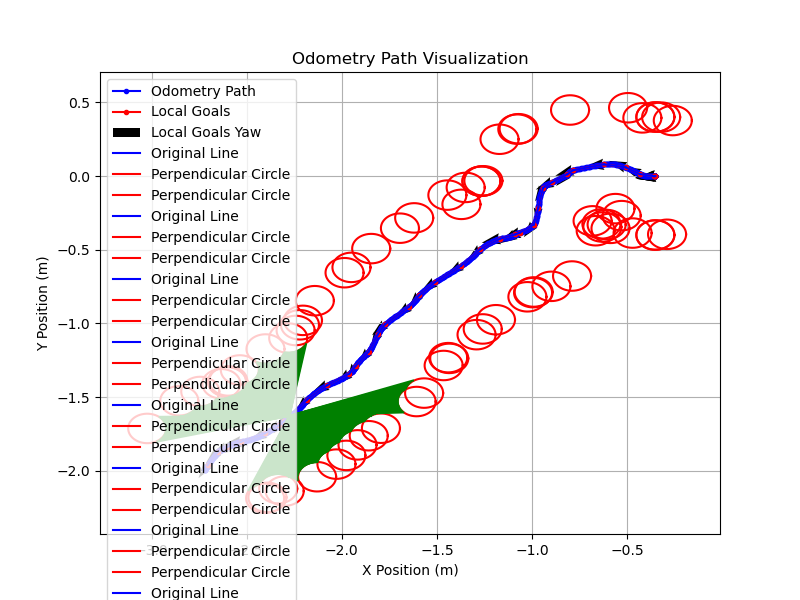 Odometry Path Visualization
Odometry Path
Local Goals
Local Goals Yaw
Original Line
Perpendicular Circle
Perpendicular Circle
Original Line
Perpendicular Circle
Perpendicular Circle
Original Line
Perpendicular Circle
Perpendicular Circle
Original Line
Perpendicular Circle
Perpendicular Circle
Original Line
Perpendicular Circle
Perpendicular Circle
Original Line
Perpendicular Circle
Perpendicular Circle
Original Line
Perpendicular Circle
Perpendicular Circle
Original Line
0.5
0.0
−0.5
−1.0
−1.5
−2.0
Y Position (m)
−2.0 −1.5 −1.0 −0.5
X Position (m)